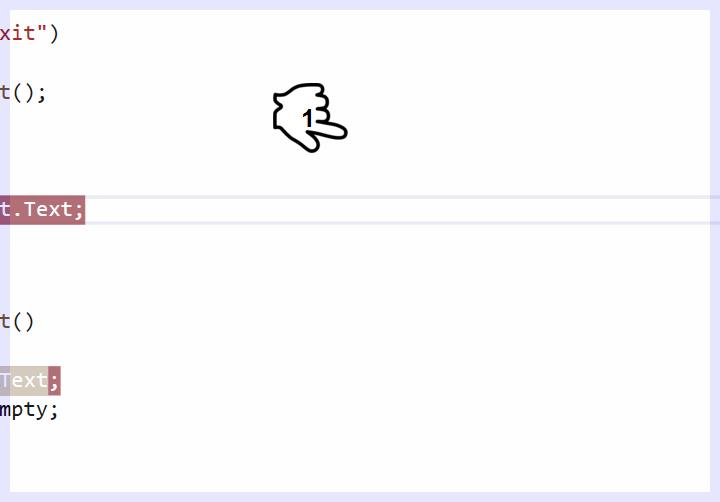 xit")
t();
1
t.Text;
t()
Text;
mpty;